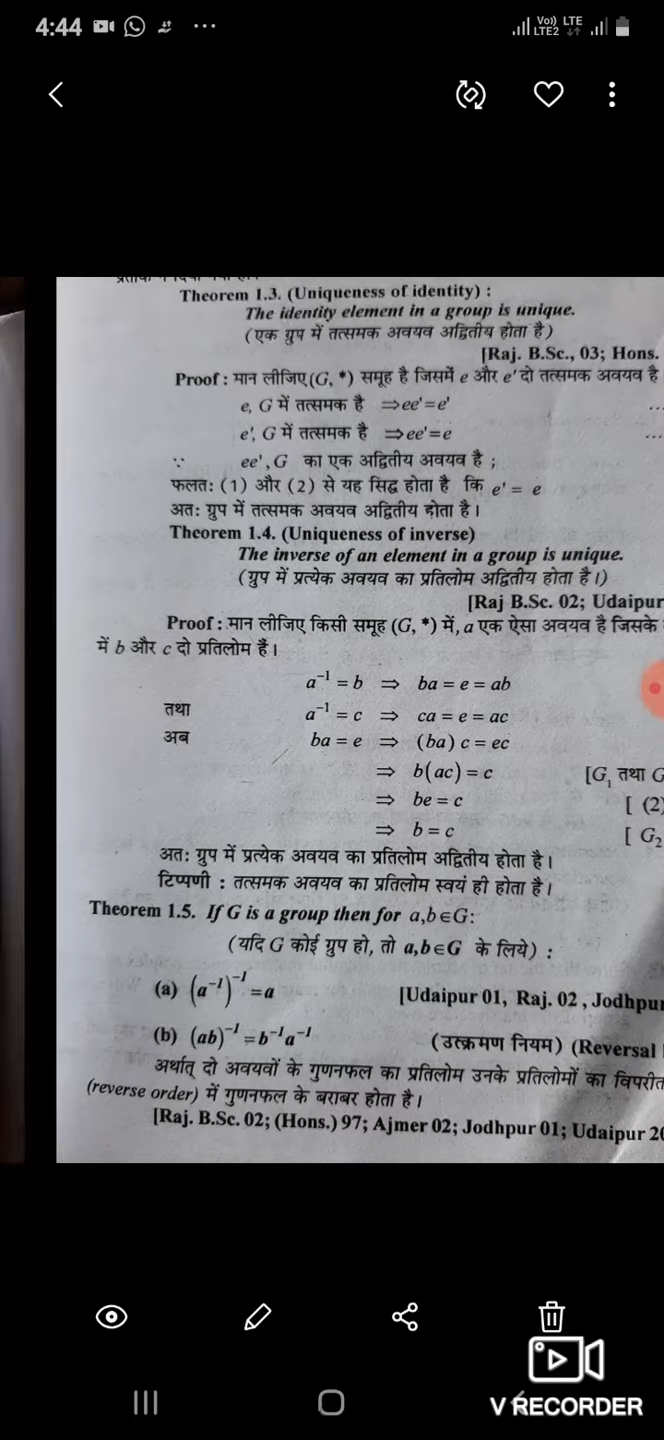 4:44
Vo) LTE
LTE2
Theorem 1.3. (Uniqueness of identity) :
The identity element in a group is unique.
(एक ग्रुप में तत्समक अवयव अद्वितीय होता है)
[Raj. B.Sc., 03; Hons.
Proof : मान लीजिए (G, *) समूह है जिसमें e और e' दो तत्समक अवयव है
e, G में तत्समक है ⇒ee'=e' ...
e', G में तत्समक है ⇒ee'=e ...
∵ ee', G का एक अद्वितीय अवयव है ;
फलत: (1) और (2) से यह सिद्ध होता है कि e' = e
अत: ग्रुप में तत्समक अवयव अद्वितीय होता है।
Theorem 1.4. (Uniqueness of inverse)
The inverse of an element in a group is unique.
(ग्रुप में प्रत्येक अवयव का प्रतिलोम अद्वितीय होता है।)
[Raj B.Sc. 02; Udaipur
Proof : मान लीजिए किसी समूह (G, *) में, a एक ऐसा अवयव है जिसके
में b और c दो प्रतिलोम हैं।
a⁻¹ = b ⇒ ba = e = ab
तथा a⁻¹ = c ⇒ ca = e = ac
अब ba = e ⇒ (ba) c = ec
⇒ b(ac) = c [G₁ तथा G
⇒ be = c [ (2)
⇒ b = c [ G₂
अत: ग्रुप में प्रत्येक अवयव का प्रतिलोम अद्वितीय होता है।
टिप्पणी : तत्समक अवयव का प्रतिलोम स्वयं ही होता है।
Theorem 1.5. If G is a group then for a,b∈G:
(यदि G कोई ग्रुप हो, तो a,b∈G के लिये) :
(a) (a⁻¹)⁻¹ =a [Udaipur 01, Raj. 02 , Jodhpur
(b) (ab)⁻¹ = b⁻¹a⁻¹ (उत्क्रमण नियम) (Reversal
अर्थात् दो अवयवों के गुणनफल का प्रतिलोम उनके प्रतिलोमों का विपरीत
(reverse order) में गुणनफल के बराबर होता है।
[Raj. B.Sc. 02; (Hons.) 97; Ajmer 02; Jodhpur 01; Udaipur 20
V RECORDER